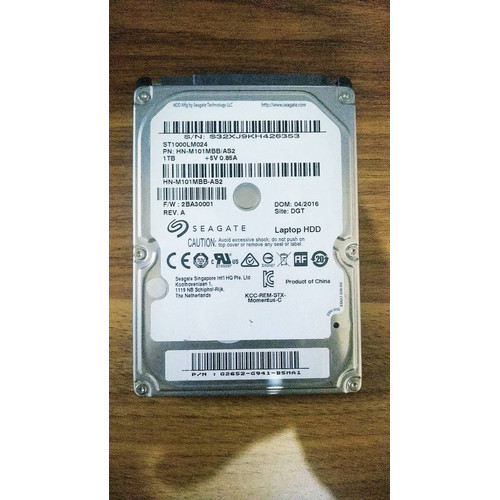 HDD Mfg by Seagate Technology LLC
http://www.seagate.com
S/N: S32XJ9KH426353
ST1000LM024
PN: HN-M101MBB/AS2
1TB +5V 0.85A
HN-M101MBB-AS2
F/W : 2BA30001
DOM: 04/2016
REV. A
Site: DGT
SEAGATE
Laptop HDD
CAUTION: Avoid excessive shock; do not push on
top cover or remove any seal or label.
Seagate Singapore Int'l HQ Pte. Ltd
Koolhovenlaan 1,
1119 NB Schiphol-Rijk,
The Netherlands
Product of China
KCC-REM-STX-
Momentus-C
P/N : G2652-G941-B5MA1